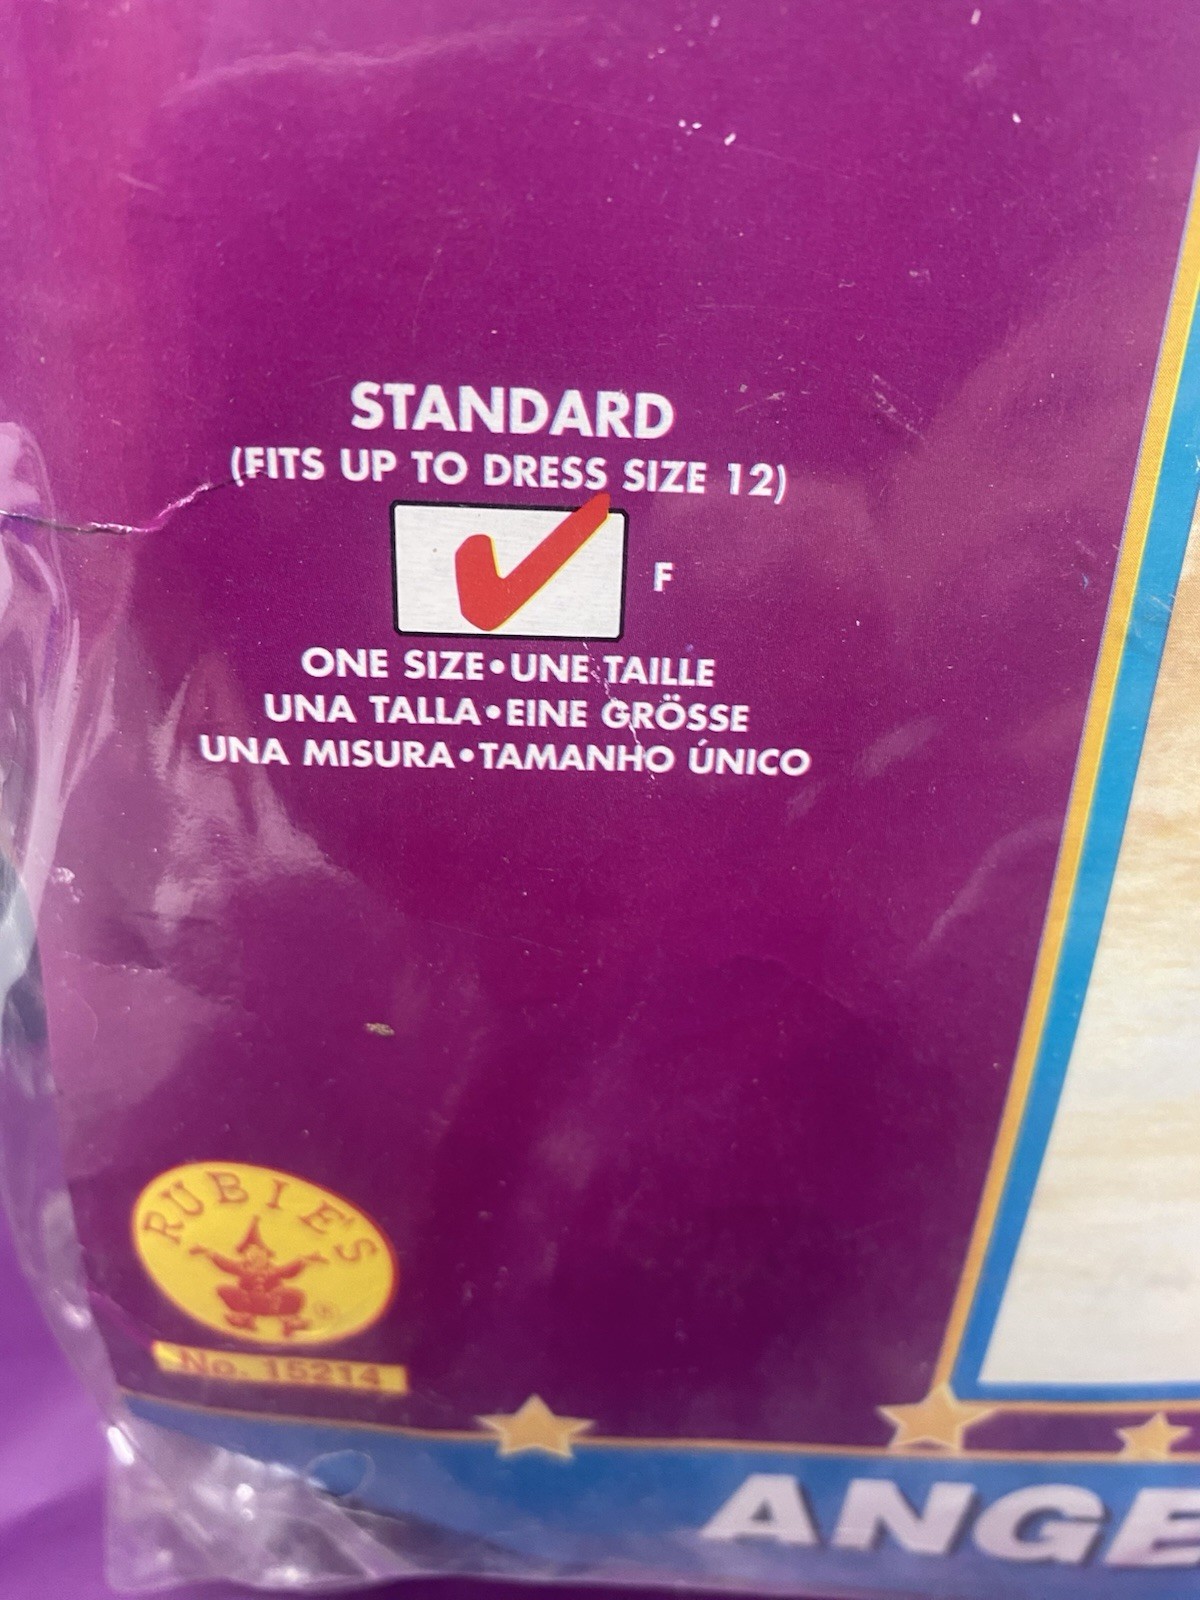 STANDARD
(FITS UP TO DRESS SIZE 12)
F
ONE SIZE•UNE TAILLE
UNA TALLA•EINE GRÖSSE
UNA MISURA•TAMANHO ÚNICO
RUBIE'S
®
No. 15214
ANGE